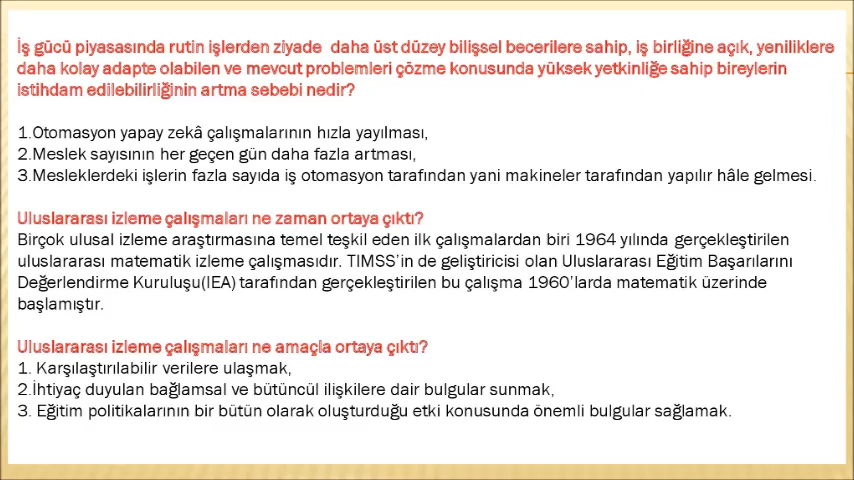 İş gücü piyasasında rutin işlerden ziyade daha üst düzey bilişsel becerilere sahip, iş birliğine açık, yeniliklere
daha kolay adapte olabilen ve mevcut problemleri çözme konusunda yüksek yetkinliğe sahip bireylerin
istihdam edilebilirliğinin artma sebebi nedir?
1.Otomasyon yapay zekâ çalışmalarının hızla yayılması,
2.Meslek sayısının her geçen gün daha fazla artması,
3.Mesleklerdeki işlerin fazla sayıda iş otomasyon tarafından yani makineler tarafından yapılır hâle gelmesi.
Uluslararası izleme çalışmaları ne zaman ortaya çıktı?
Birçok ulusal izleme araştırmasına temel teşkil eden ilk çalışmalardan biri 1964 yılında gerçekleştirilen
uluslararası matematik izleme çalışmasıdır. TIMSS'in de geliştiricisi olan Uluslararası Eğitim Başarılarını
Değerlendirme Kuruluşu(IEA) tarafından gerçekleştirilen bu çalışma 1960'larda matematik üzerinde
başlamıştır.
Uluslararası izleme çalışmaları ne amaçla ortaya çıktı?
1. Karşılaştırılabilir verilere ulaşmak,
2.İhtiyaç duyulan bağlamsal ve bütüncül ilişkilere dair bulgular sunmak,
3. Eğitim politikalarının bir bütün olarak oluşturduğu etki konusunda önemli bulgular sağlamak.